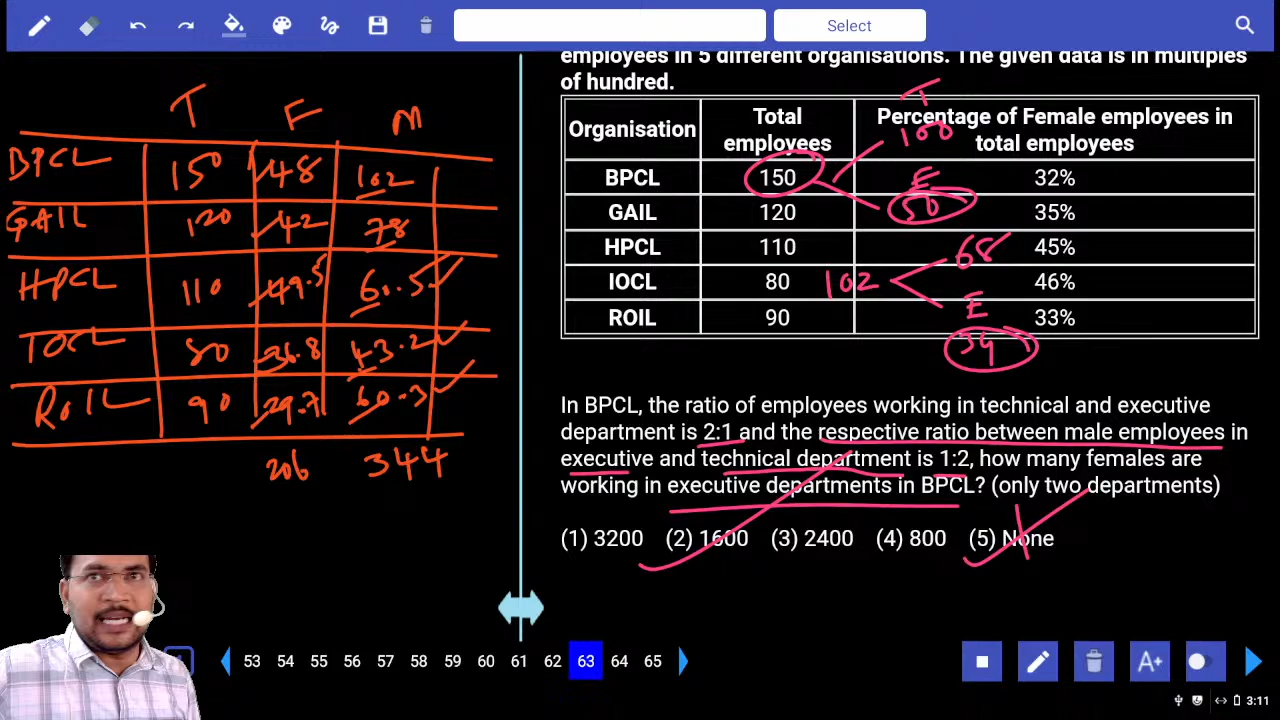 Select
T F M
BPCL 150 48 102
GAIL 120 42 78
HPCL 110 49.5 60.5
IOCL 80 36.8 43.2
ROIL 90 29.7 60.3
206 344
employees in 5 different organisations. The given data is in multiples
of hundred.
Organisation Total employees Percentage of Female employees in total employees
BPCL 150 32%
GAIL 120 35%
HPCL 110 45%
IOCL 80 46%
ROIL 90 33%
T
100
E
50
102
68
E
34
In BPCL, the ratio of employees working in technical and executive
department is 2:1 and the respective ratio between male employees in
executive and technical department is 1:2, how many females are
working in executive departments in BPCL? (only two departments)
(1) 3200 (2) 1600 (3) 2400 (4) 800 (5) None
53 54 55 56 57 58 59 60 61 62 63 64 65
A+
3:11